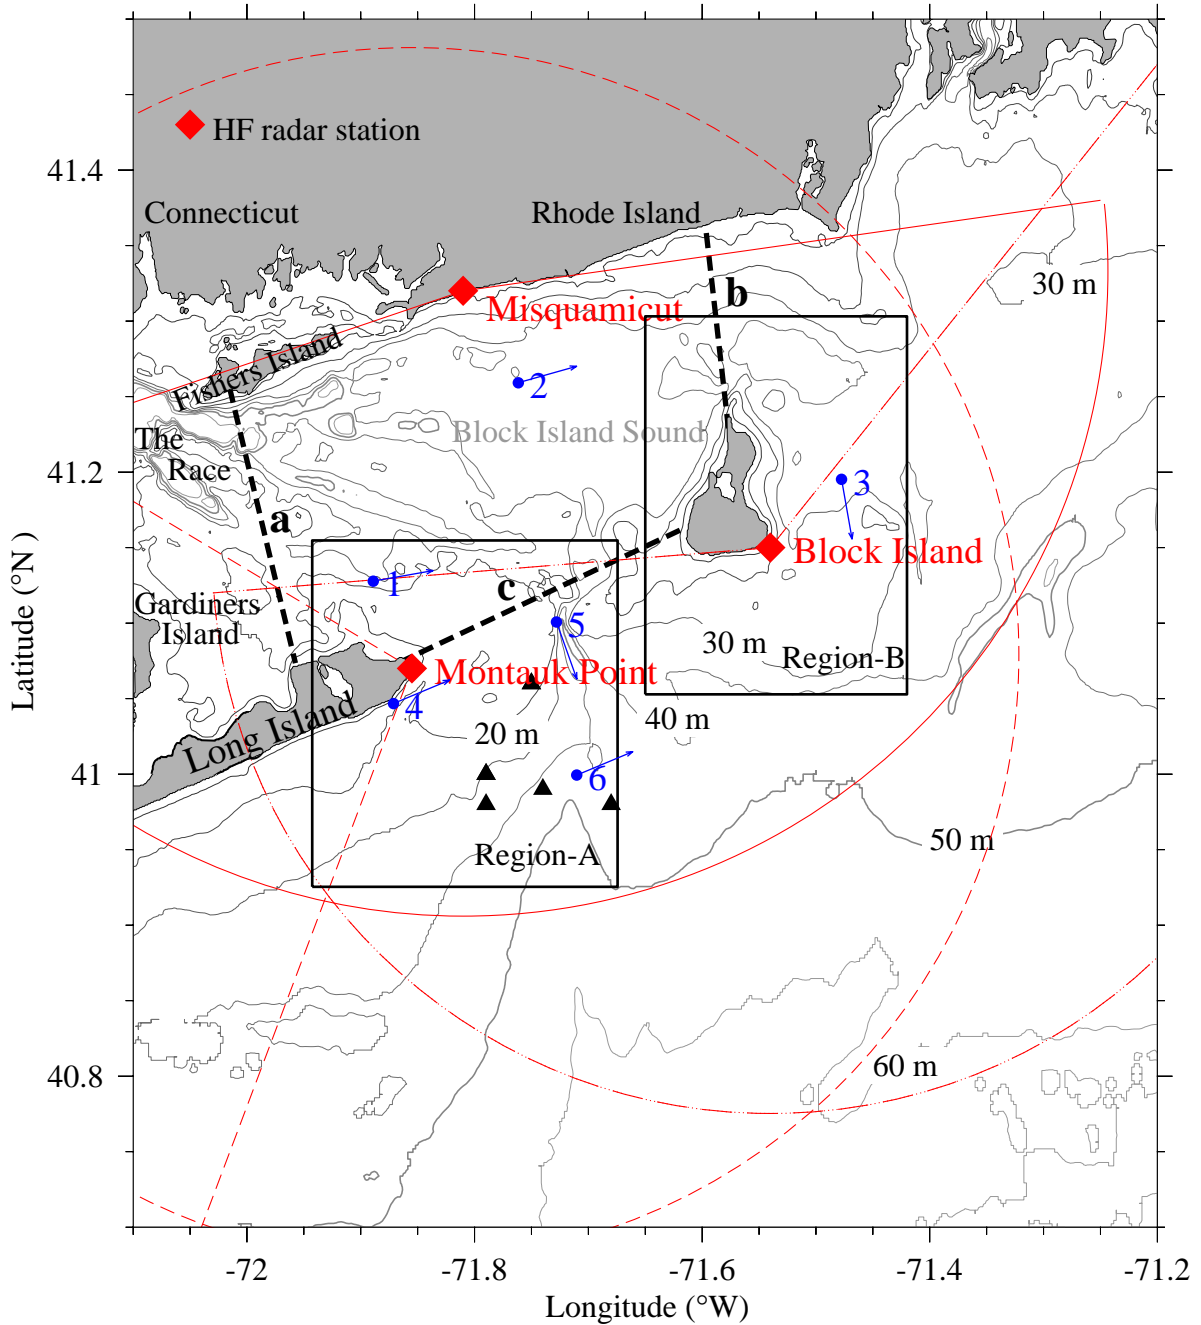 HF radar station
41.4
Connecticut
Rhode Island
30 m
b
Misquamicut
Fishers Island
2
The
Race
Block Island Sound
41.2
3
a
Block Island
1
c
Gardiners
Island
5
30 m
Region-B
Montauk Point
4
40 m
20 m
Long Island
41
6
50 m
Region-A
60 m
40.8
Latitude (°N )
-72
-71.8
-71.6
-71.4
-71.2
Longitude (°W)